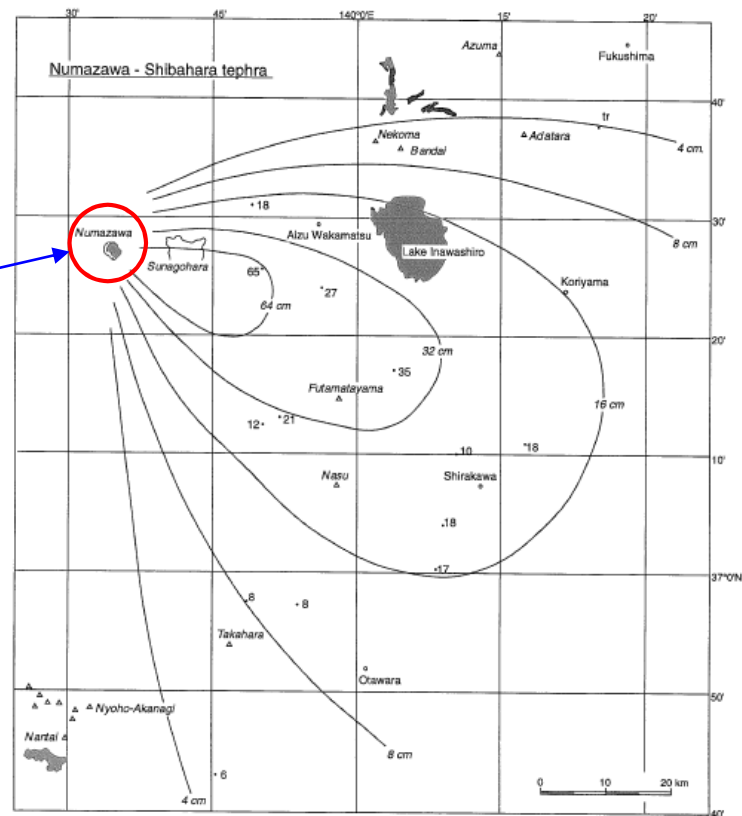 30'
45'
140°0'E
15'
20'
Numazawa - Shibahara tephra
Azuma
Fukushima
40'
tr
Nekoma
Bandai
Adatara
4 cm.
18
30'
Numazawa
Aizu Wakamatsu
8 cm
Lake Inawashiro
Sunagohara
65
27
Koriyama
64 cm
20'
32 cm
35
Futamatayama
16 cm
12
21
10
18
10'
Nasu
Shirakawa
18
17
37°0'N
8
8
Takahara
Otawara
50'
Nyoho-Akanagi
Nantai
8 cm
6
0 10 20 km
4 cm
40'